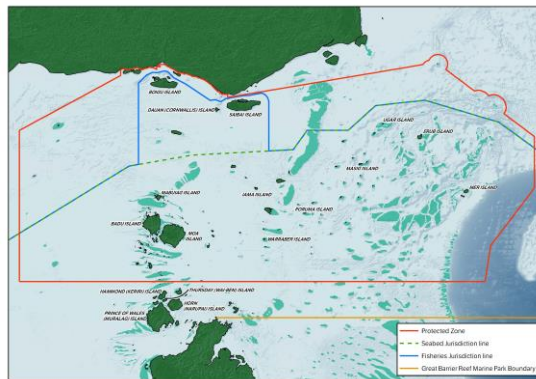 BOIGU ISLAND
DAUAN (CORNWALLIS) ISLAND
SAIBAI ISLAND
UGAR ISLAND
ERUB ISLAND
MASIG ISLAND
MABUIAG ISLAND
IAMA ISLAND
MER ISLAND
PORUMA ISLAND
BADU ISLAND
MOA
ISLAND
WARRABER ISLAND
HAMMOND (KERIRI) ISLAND
THURSDAY (WAI-BEN) ISLAND
HORN
(NARUPAI) ISLAND
PRINCE OF WALES
(MURALAG) ISLAND
Protected Zone
Seabed Jurisdiction line
Fisheries Jurisdiction line
Great Barrier Reef Marine Park Boundary